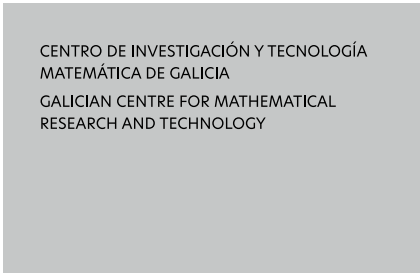 CENTRO DE INVESTIGACIÓN Y TECNOLOGÍA
MATEMÁTICA DE GALICIA
GALICIAN CENTRE FOR MATHEMATICAL
RESEARCH AND TECHNOLOGY